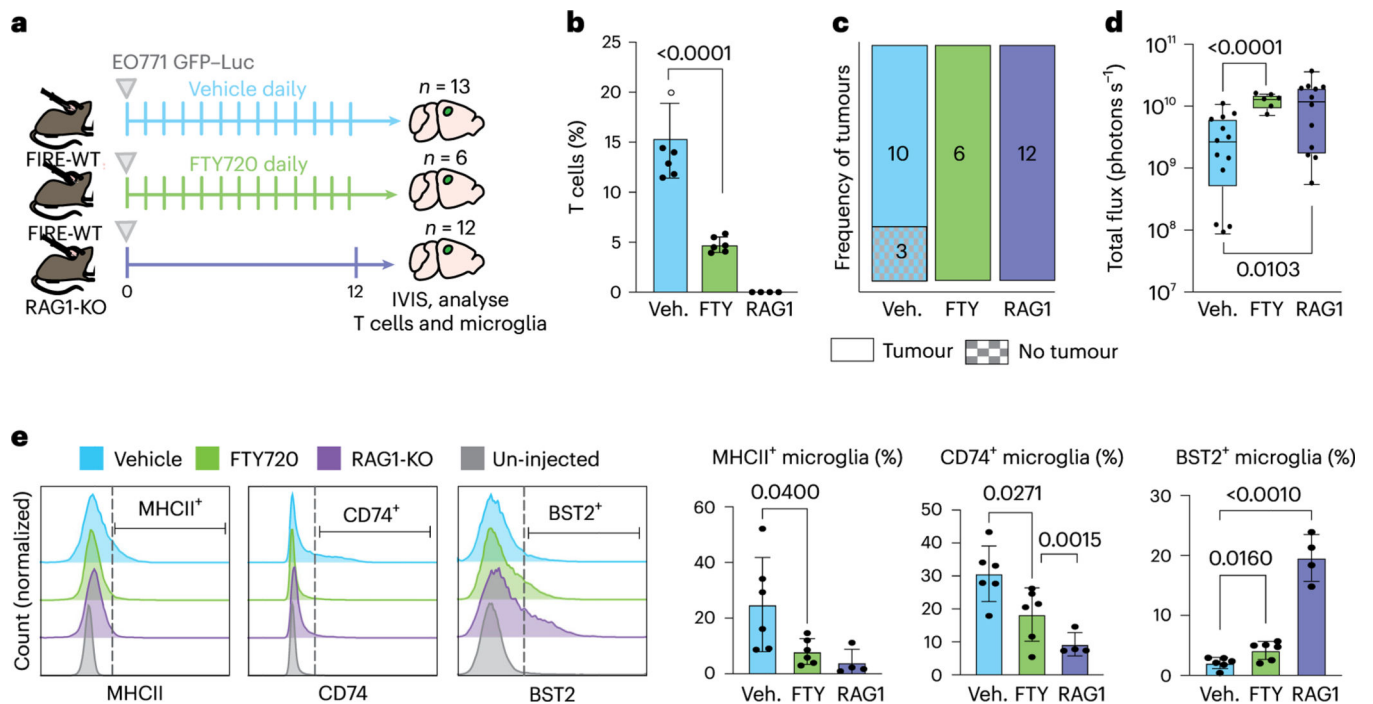 a
EO771 GFP–Luc
Vehicle daily
n = 13
FIRE-WT
FTY720 daily
n = 6
FIRE-WT
n = 12
RAG1-KO
0
12
IVIS, analyse
T cells and microglia
b
T cells (%)
25
20
15
10
5
0
<0.0001
Veh.
FTY
RAG1
c
Frequency of tumours
10
3
6
12
Veh.
FTY
RAG1
Tumour
No tumour
d
Total flux (photons s⁻¹)
10¹¹
10¹⁰
10⁹
10⁸
10⁷
<0.0001
0.0103
Veh.
FTY
RAG1
e
Vehicle
FTY720
RAG1-KO
Un-injected
Count (normalized)
MHCII⁺
CD74⁺
BST2⁺
MHCII
CD74
BST2
MHCII⁺ microglia (%)
60
40
20
0
0.0400
Veh.
FTY
RAG1
CD74⁺ microglia (%)
50
40
30
20
10
0
0.0271
0.0015
Veh.
FTY
RAG1
BST2⁺ microglia (%)
30
20
10
0
<0.0010
0.0160
Veh.
FTY
RAG1